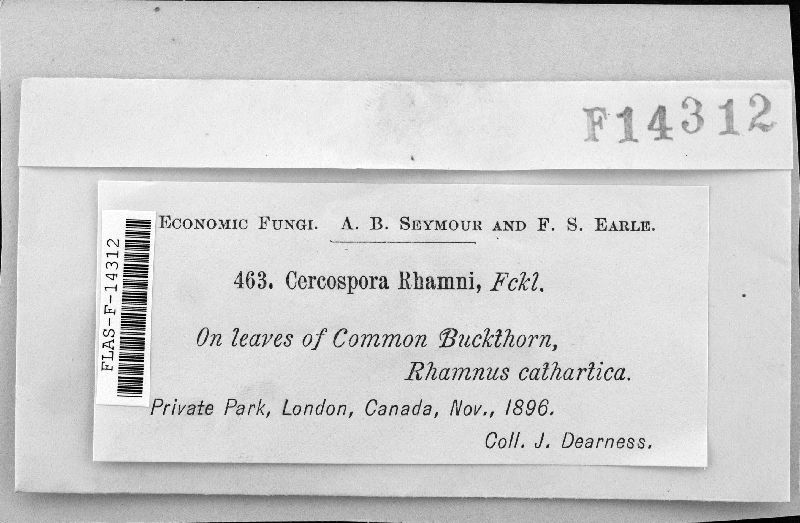 F14312
ECONOMIC FUNGI. A. B. SEYMOUR AND F. S. EARLE.
FLAS-F-14312
463. Cercospora Rhamni, Fckl.
On leaves of Common Buckthorn,
Rhamnus cathartica.
Private Park, London, Canada, Nov., 1896.
Coll. J. Dearness.